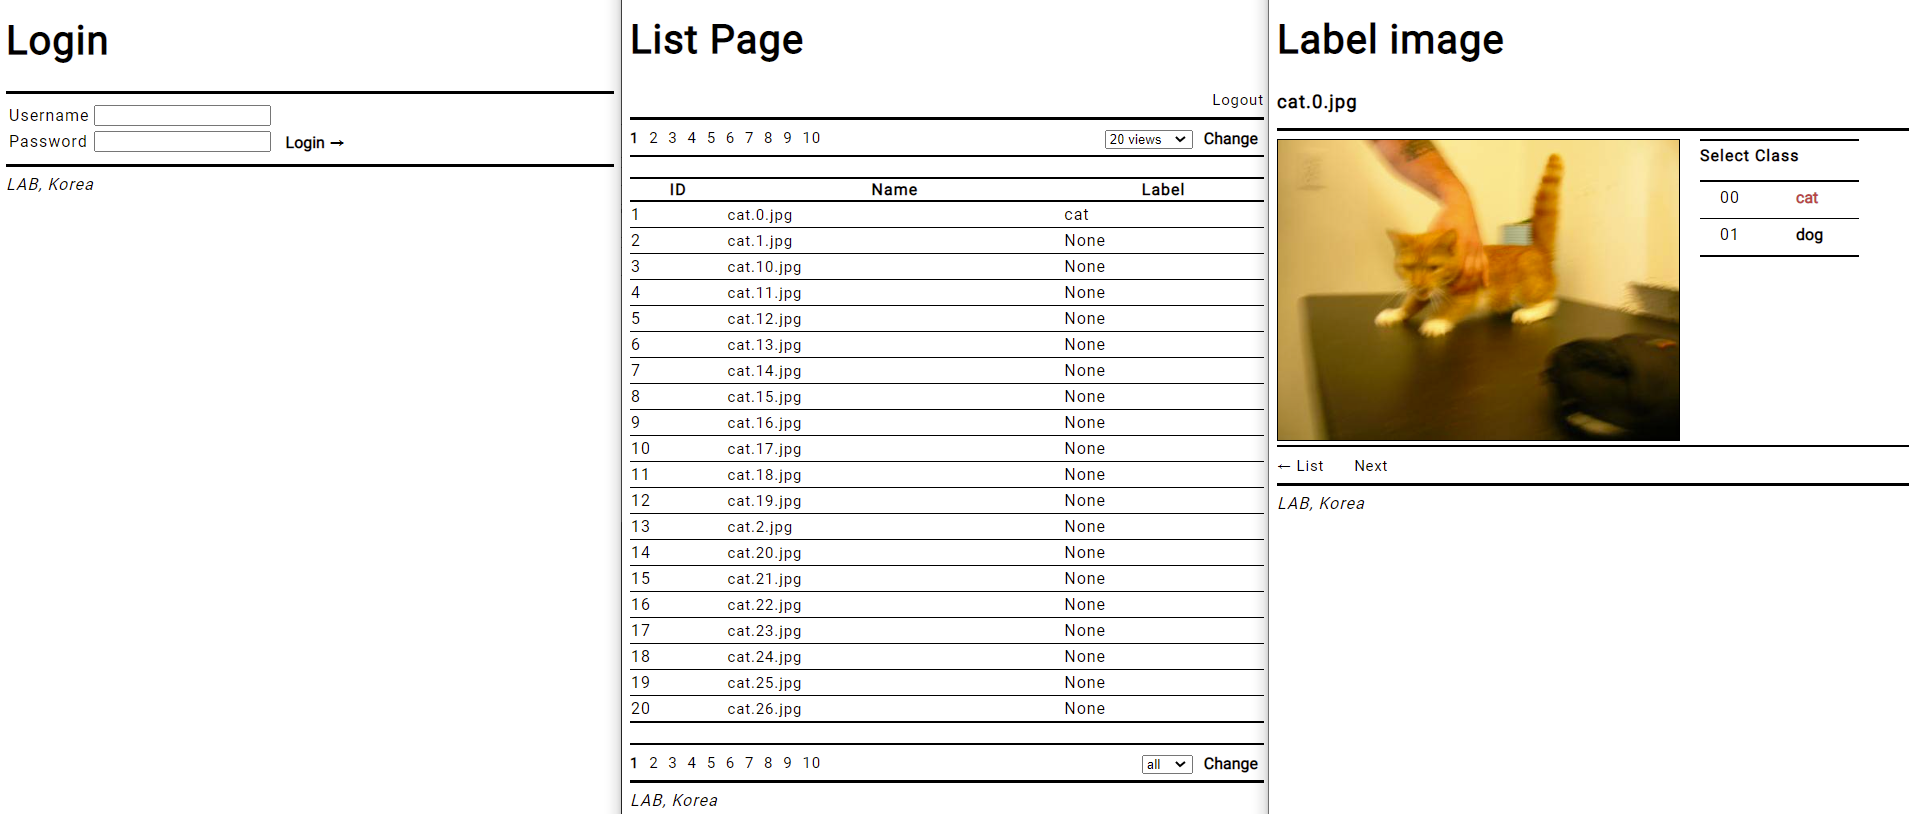 Login
Username
Password Login →
LAB, Korea
List Page
Logout
1 2 3 4 5 6 7 8 9 10 20 views Change
ID Name Label
1 cat.0.jpg cat
2 cat.1.jpg None
3 cat.10.jpg None
4 cat.11.jpg None
5 cat.12.jpg None
6 cat.13.jpg None
7 cat.14.jpg None
8 cat.15.jpg None
9 cat.16.jpg None
10 cat.17.jpg None
11 cat.18.jpg None
12 cat.19.jpg None
13 cat.2.jpg None
14 cat.20.jpg None
15 cat.21.jpg None
16 cat.22.jpg None
17 cat.23.jpg None
18 cat.24.jpg None
19 cat.25.jpg None
20 cat.26.jpg None
1 2 3 4 5 6 7 8 9 10 all Change
LAB, Korea
Label image
cat.0.jpg
Select Class
00 cat
01 dog
← List Next
LAB, Korea